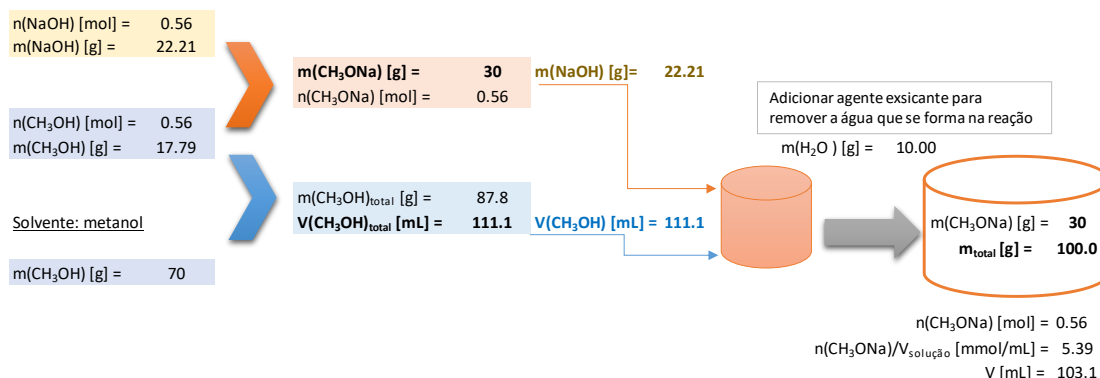 n(NaOH) [mol] = 0.56
m(NaOH) [g] = 22.21
m(CH₃ONa) [g] = 30
n(CH₃ONa) [mol] = 0.56
m(NaOH) [g]= 22.21
Adicionar agente exsicante para
remover a água que se forma na reação
m(H₂O ) [g] = 10.00
n(CH₃OH) [mol] = 0.56
m(CH₃OH) [g] = 17.79
m(CH₃OH)total [g] = 87.8
V(CH₃OH)total [mL] = 111.1
V(CH₃OH) [mL] = 111.1
m(CH₃ONa) [g] = 30
mtotal [g] = 100.0
Solvente: metanol
m(CH₃OH) [g] = 70
n(CH₃ONa) [mol] = 0.56
n(CH₃ONa)/Vsolução [mmol/mL] = 5.39
V [mL] = 103.1